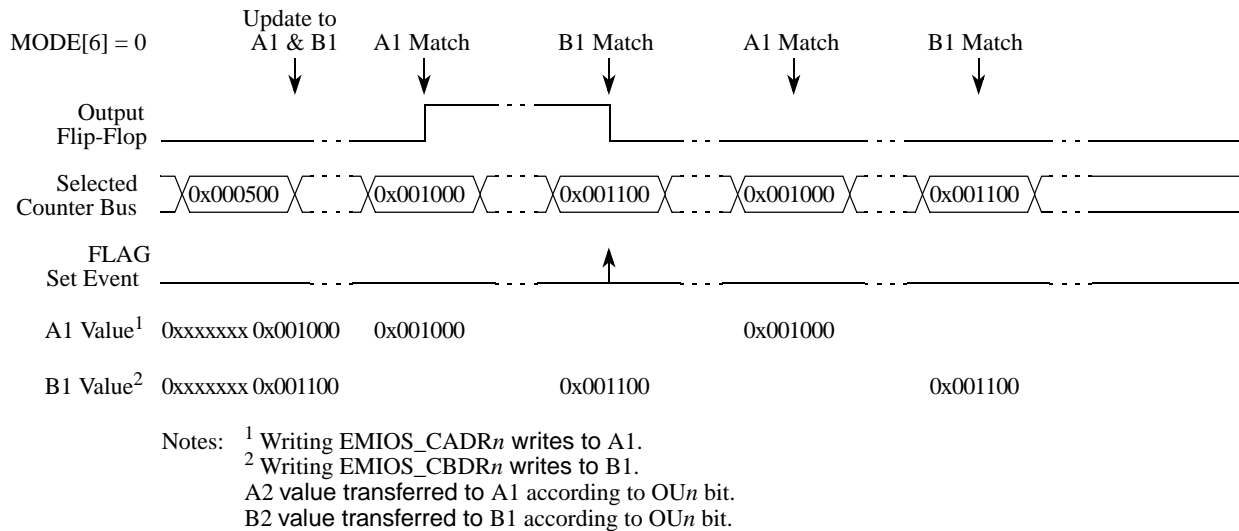 Update to
MODE[6] = 0 A1 & B1 A1 Match B1 Match A1 Match B1 Match
Output
Flip-Flop
Selected
Counter Bus
0x000500 0x001000 0x001100 0x001000 0x001100
FLAG
Set Event
A1 Value1 0xxxxxxx 0x001000 0x001000 0x001000
B1 Value2 0xxxxxxx 0x001100 0x001100 0x001100
Notes: 1 Writing EMIOS_CADRn writes to A1.
2 Writing EMIOS_CBDRn writes to B1.
A2 value transferred to A1 according to OUn bit.
B2 value transferred to B1 according to OUn bit.